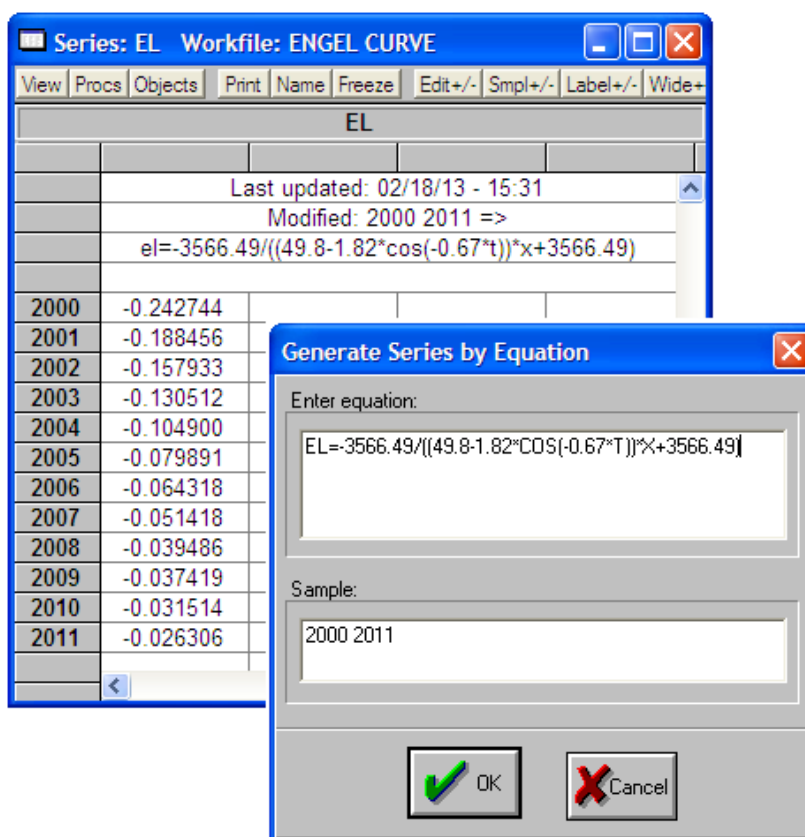 Series: EL Workfile: ENGEL CURVE
View Procs Objects Print Name Freeze Edit+/- Smpl+/- Label+/- Wide+
EL
Last updated: 02/18/13 - 15:31
Modified: 2000 2011 =>
el=-3566.49/((49.8-1.82*cos(-0.67*t))*x+3566.49)
2000 -0.242744
2001 -0.188456
2002 -0.157933
2003 -0.130512
2004 -0.104900
2005 -0.079891
2006 -0.064318
2007 -0.051418
2008 -0.039486
2009 -0.037419
2010 -0.031514
2011 -0.026306
Generate Series by Equation
Enter equation:
EL=-3566.49/((49.8-1.82*COS(-0.67*T))*X+3566.49)
Sample:
2000 2011
OK
Cancel